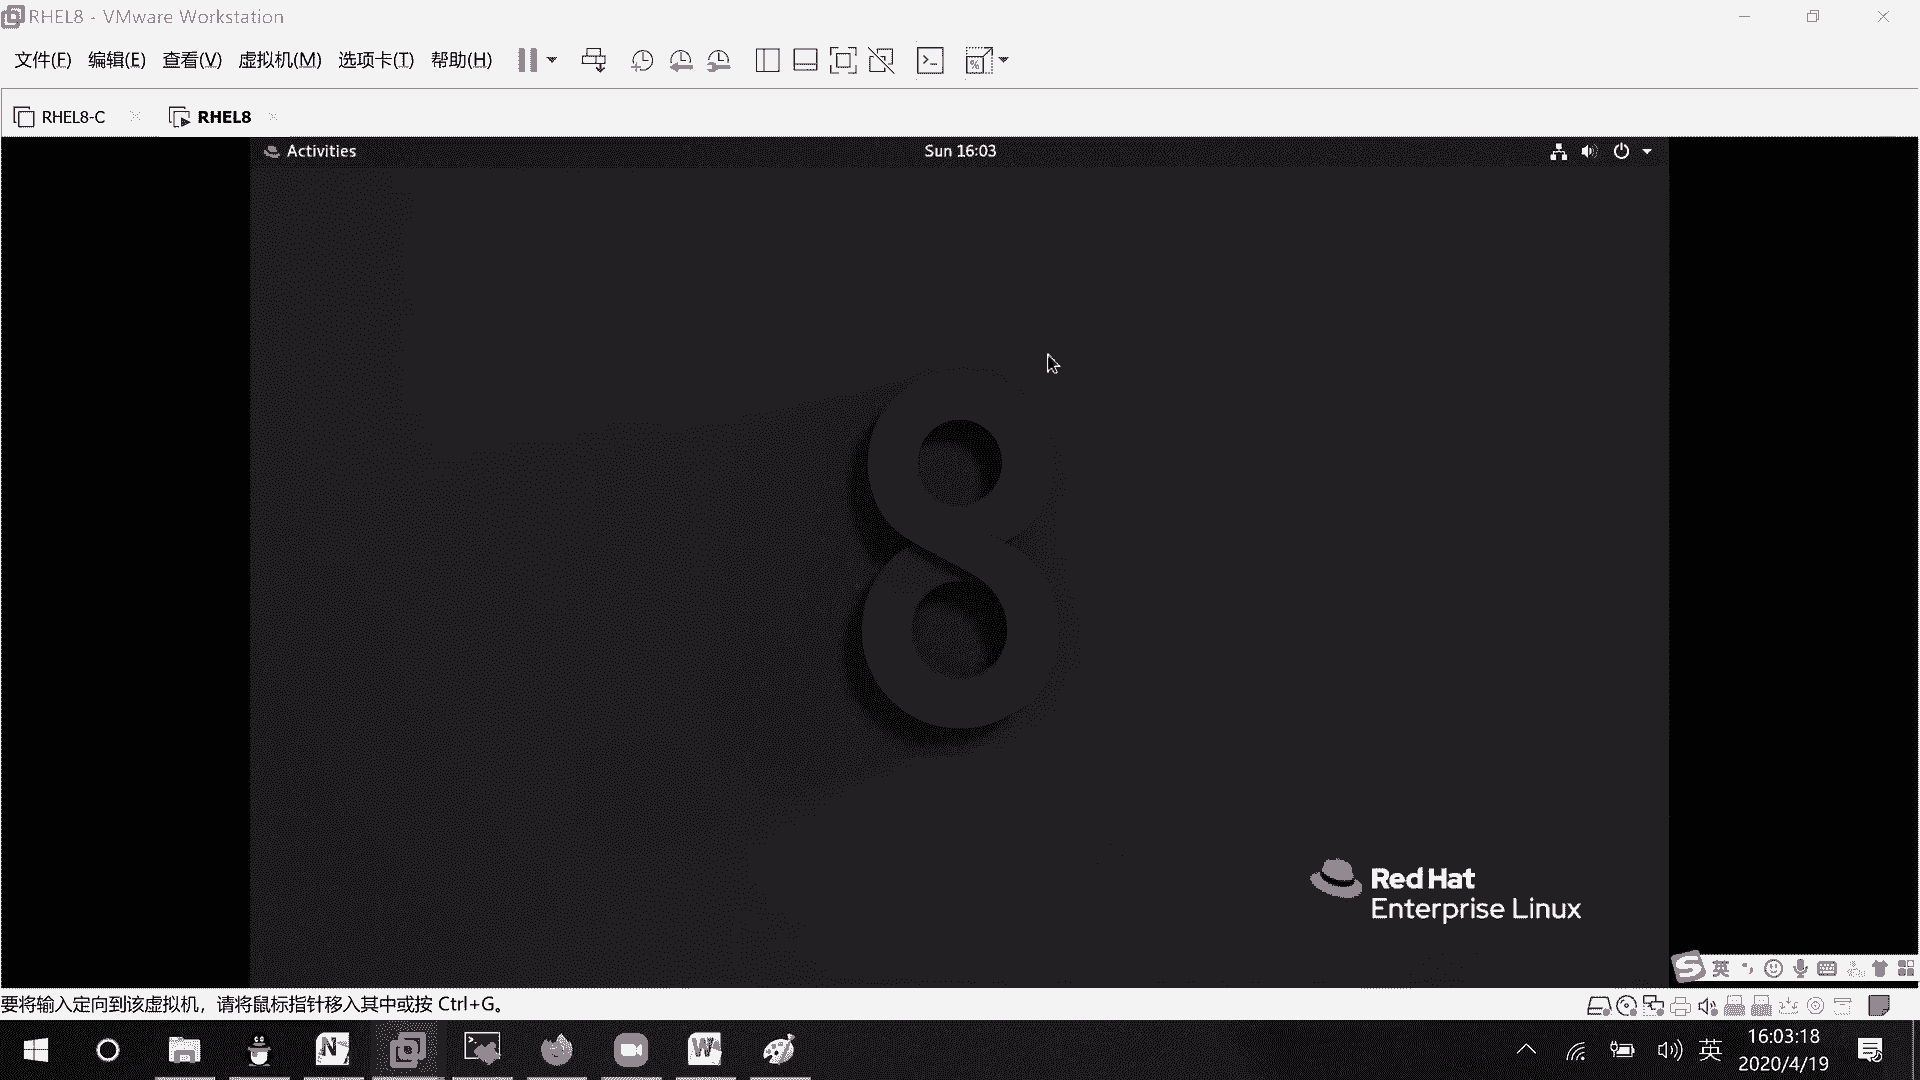 RHEL8 - VMware Workstation
文件(F) 编辑(E) 查看(V) 虚拟机(M) 选项卡(T) 帮助(H)
RHEL8-C RHEL8
Activities Sun 16:03
8
Red Hat
Enterprise Linux
英
要将输入定向到该虚拟机，请将鼠标指针移入其中或按 Ctrl+G。
英 16:03:18
2020/4/19